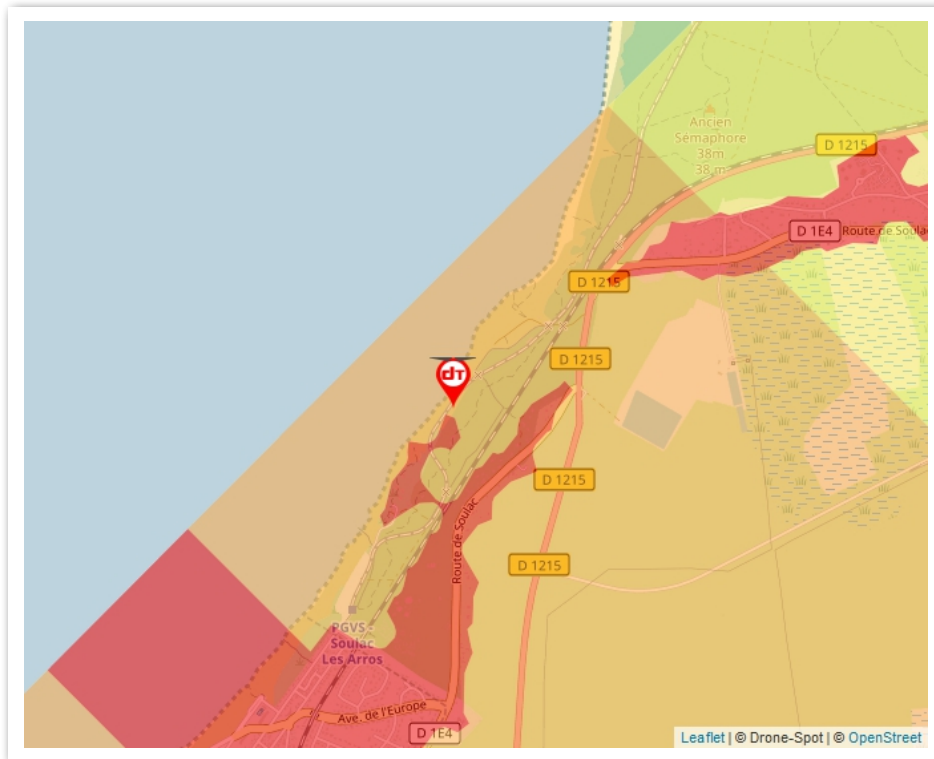 Ancien
Sémaphore
38m
38 m
D 1215
D 1E4
Route de Soulac
D 1215
D 1215
dT
D 1215
Route de Soulac
D 1215
PGVS -
Soulac
Les Arros
Ave. de l'Europe
D 1E4
Leaflet | © Drone-Spot | © OpenStreet